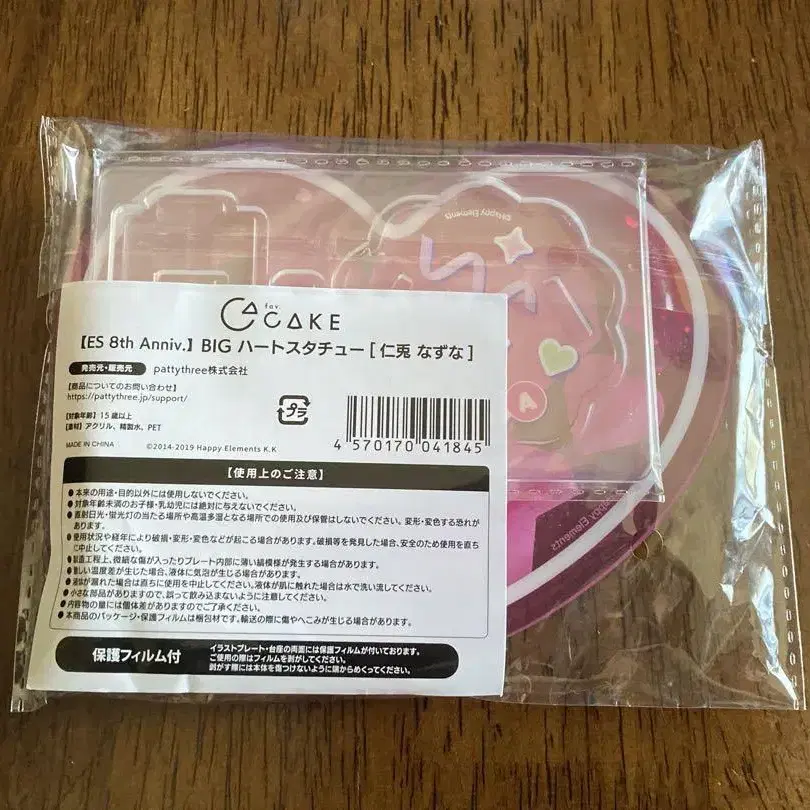 fav.
CAKE
【ES 8th Anniv.】BIG ハートスタチュー [ 仁兎 なずな ]
発売元・販売元 pattythree株式会社
【商品についてのお問い合わせ】
https://pattythree.jp/support/
【対象年齢】15歳以上
【素材】アクリル、精製水、PET
プラ
4 570170 041845
MADE IN CHINA ©2014-2019 Happy Elements K.K
【使用上のご注意】
●本来の用途・目的以外には使用しないでください。
●対象年齢未満のお子様・乳幼児には絶対に与えないでください。
●直射日光・蛍光灯の当たる場所や高温多湿となる場所での使用及び保管はしないでください。変形・変色する恐れが
あります。
●使用状況や経年により破損・変形・変色などが起こる場合があります。破損等を発見した場合、安全のため使用を直ち
に中止してください。
●製造工程上、微細な傷が入ったりプレート内部に薄い縞模様が発生する場合があります。
●著しい温度差が生じた場合、液体に気泡が生じる場合があります。
●液体が漏れた場合は直ちに使用を中止してください。液体が肌に触れた場合は水で洗い流してください。
●小さな部品がありますので、誤って飲み込まないように注意してください。
●内容物の量には個体差がありますのでご了承ください。
●本商品のパッケージ・保護フィルムは梱包材です。輸送の際に傷やへこみが生じる場合があります。
保護フィルム付
イラストプレート・台座の両面には保護フィルムが付いております。
ご使用の際はフィルムを剥がしてください。
剥がす際には本体を傷つけないように端からめくってください。
©Happy Elements
A
Happy Elements